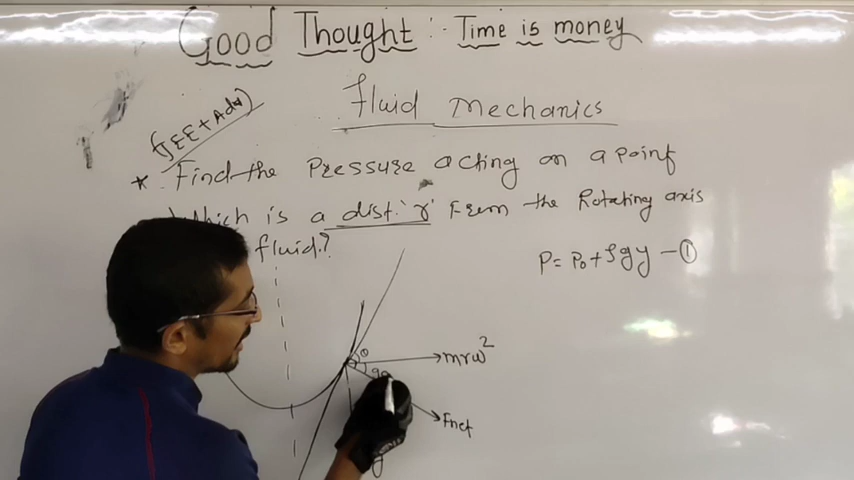 Good Thought : Time is money
Fluid Mechanics
(JEE + Adv)
* Find the Pressure acting on a point
Which is a dist. 'r' From the Rotating axis
fluid?
P = P₀ + ρgy - ①
θ
mrω²
90
Fnet